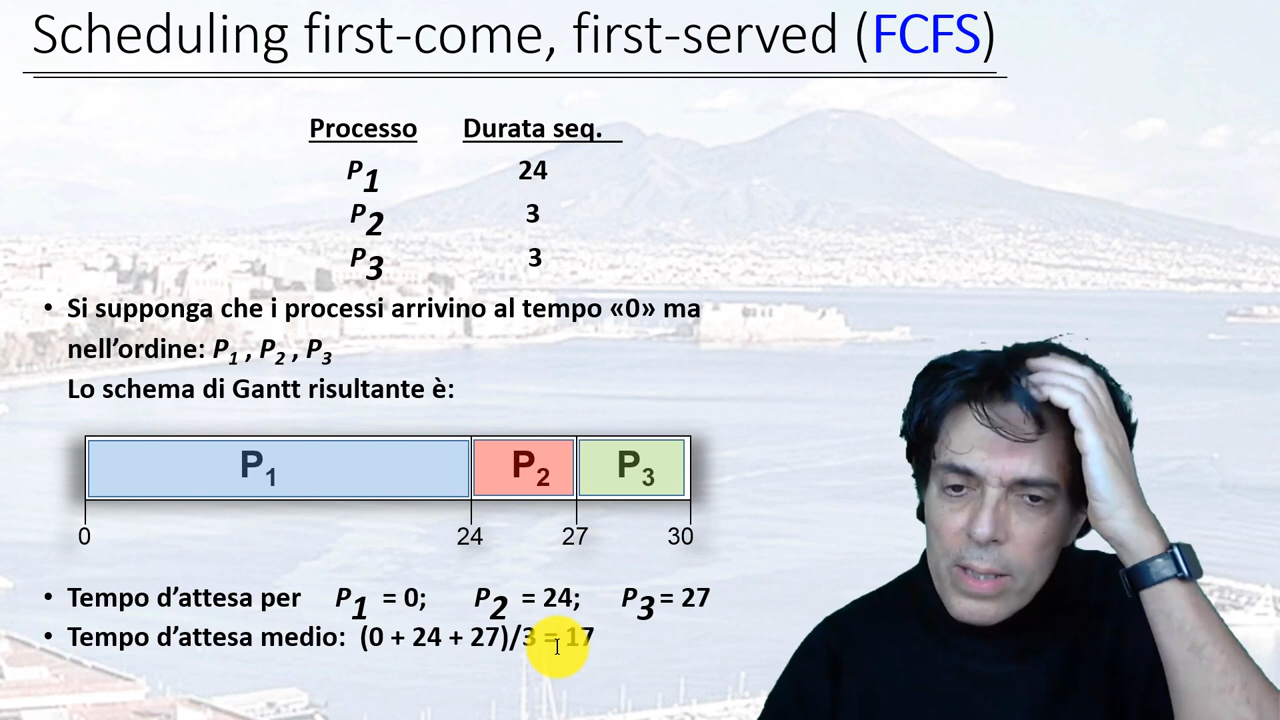 Scheduling first-come, first-served (FCFS)
Processo Durata seq.
P1 24
P2 3
P3 3
• Si supponga che i processi arrivino al tempo «0» ma
nell'ordine: P1 , P2 , P3
Lo schema di Gantt risultante è:
P1 P2 P3
0 24 27 30
• Tempo d'attesa per P1 = 0; P2 = 24; P3 = 27
• Tempo d'attesa medio: (0 + 24 + 27)/3 = 17